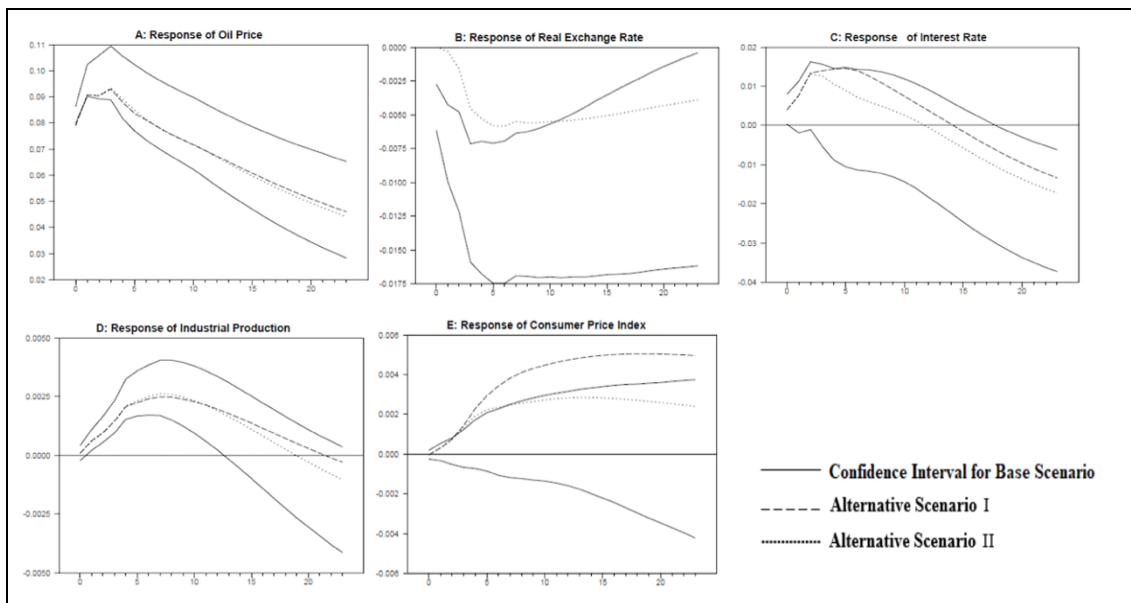 A: Response of Oil Price
0.11
0.10
0.09
0.08
0.07
0.06
0.05
0.04
0.03
0.02
0 5 10 15 20
B: Response of Real Exchange Rate
0.0000
-0.0025
-0.0050
-0.0075
-0.0100
-0.0125
-0.0150
-0.0175
0 5 10 15 20
C: Response of Interest Rate
0.02
0.01
0.00
-0.01
-0.02
-0.03
-0.04
0 5 10 15 20
D: Response of Industrial Production
0.0050
0.0025
0.0000
-0.0025
-0.0050
0 5 10 15 20
E: Response of Consumer Price Index
0.006
0.004
0.002
0.000
-0.002
-0.004
-0.006
0 5 10 15 20
Confidence Interval for Base Scenario
Alternative Scenario I
Alternative Scenario II